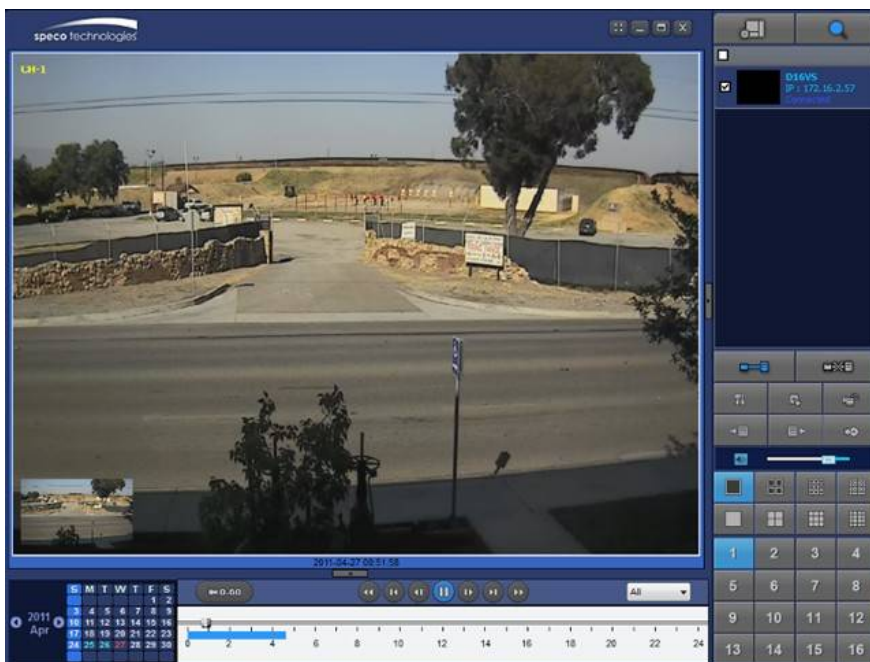 speco technologies
CH-1
D16VS
IP : 172.16.2.57
Connected
2011-04-27 00:51:58
2011
Apr
S M T W T F S
1 2
3 4 5 6 7 8 9
10 11 12 13 14 15 16
17 18 19 20 21 22 23
24 25 26 27 28 29 30
All
0 2 4 6 8 10 12 14 16 18 20 22 24
1 2 3 4
5 6 7 8
9 10 11 12
13 14 15 16